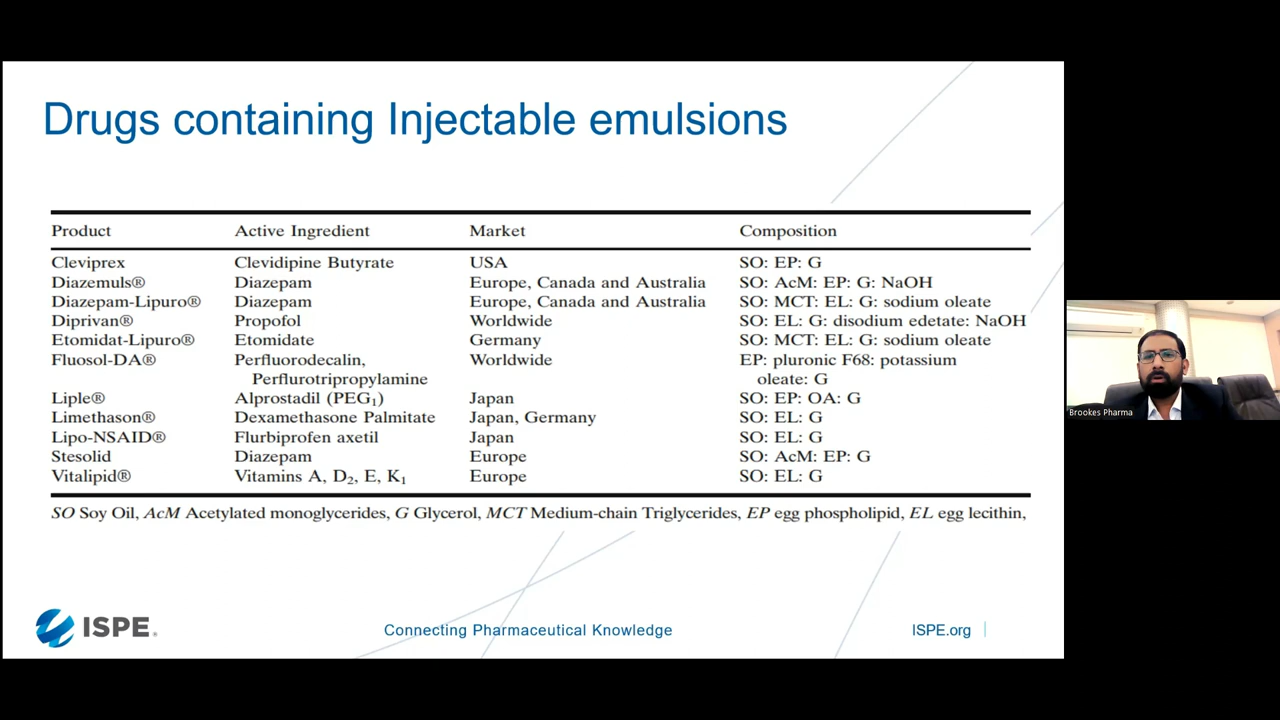 Drugs containing Injectable emulsions
Product Active Ingredient Market Composition
Cleviprex Clevidipine Butyrate USA SO: EP: G
Diazemuls® Diazepam Europe, Canada and Australia SO: AcM: EP: G: NaOH
Diazepam-Lipuro® Diazepam Europe, Canada and Australia SO: MCT: EL: G: sodium oleate
Diprivan® Propofol Worldwide SO: EL: G: disodium edetate: NaOH
Etomidat-Lipuro® Etomidate Germany SO: MCT: EL: G: sodium oleate
Fluosol-DA® Perfluorodecalin, Worldwide EP: pluronic F68: potassium
Perflurotripropylamine oleate: G
Liple® Alprostadil (PEG₁) Japan SO: EP: OA: G
Limethason® Dexamethasone Palmitate Japan, Germany SO: EL: G
Lipo-NSAID® Flurbiprofen axetil Japan SO: EL: G
Stesolid Diazepam Europe SO: AcM: EP: G
Vitalipid® Vitamins A, D₂, E, K₁ Europe SO: EL: G
SO Soy Oil, AcM Acetylated monoglycerides, G Glycerol, MCT Medium-chain Triglycerides, EP egg phospholipid, EL egg lecithin,
Brookes Pharma
ISPE®
Connecting Pharmaceutical Knowledge
ISPE.org